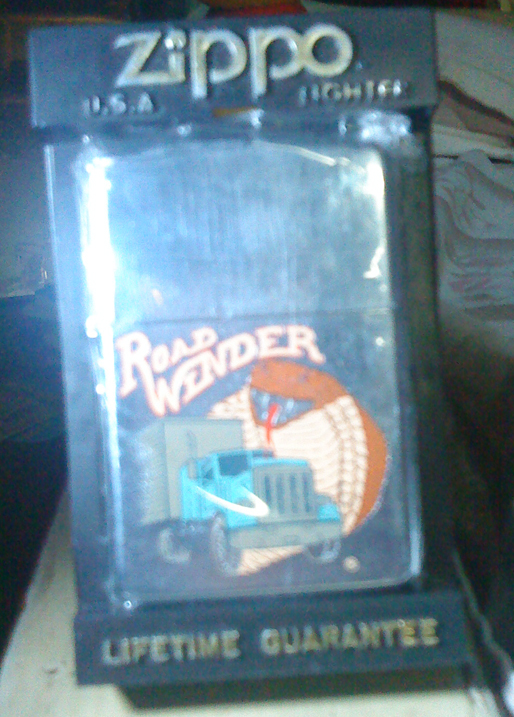 Zippo
U.S.A LIGHTER
ROAD
WENDER
LIFETIME GUARANTEE